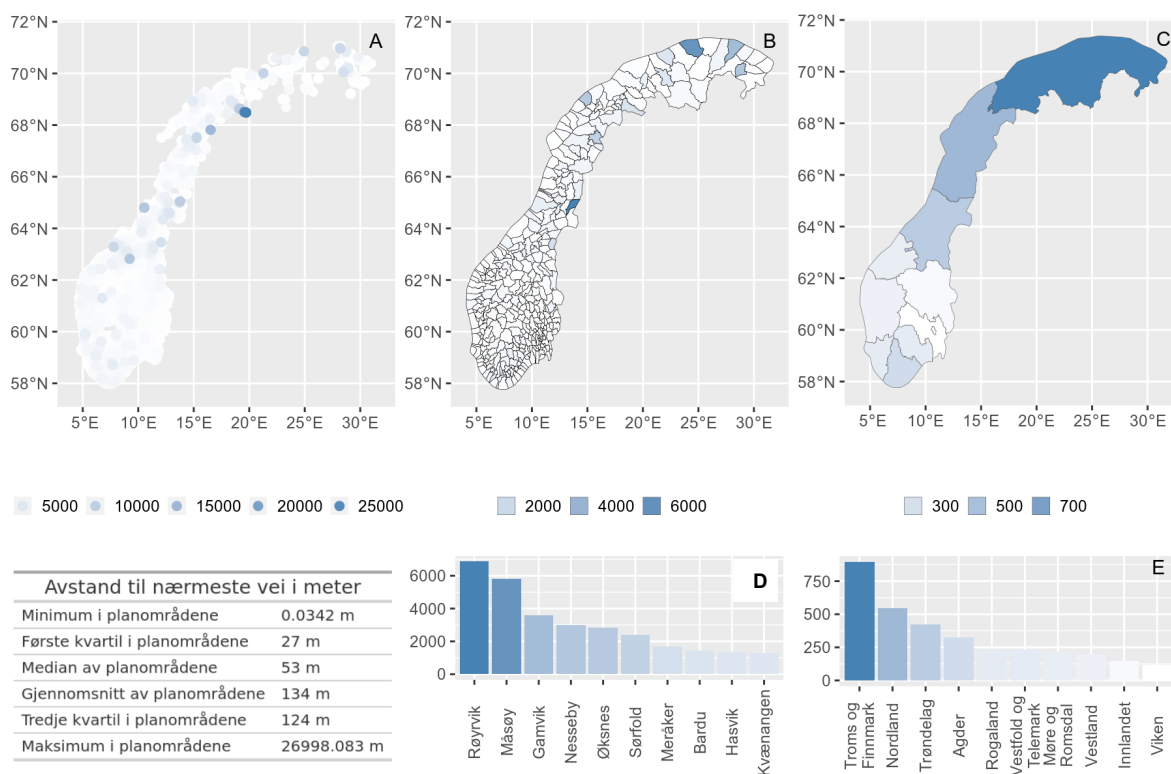 72°N
70°N
68°N
66°N
64°N
62°N
60°N
58°N
5°E 10°E 15°E 20°E 25°E 30°E
A
72°N
70°N
68°N
66°N
64°N
62°N
60°N
58°N
5°E 10°E 15°E 20°E 25°E 30°E
B
72°N
70°N
68°N
66°N
64°N
62°N
60°N
58°N
5°E 10°E 15°E 20°E 25°E 30°E
C
5000 10000 15000 20000 25000
2000 4000 6000
300 500 700
Avstand til nærmeste vei i meter
Minimum i planområdene 0.0342 m
Første kvartil i planområdene 27 m
Median av planområdene 53 m
Gjennomsnitt av planområdene 134 m
Tredje kvartil i planområdene 124 m
Maksimum i planområdene 26998.083 m
D
6000
4000
2000
0
Røyrvik
Måsøy
Gamvik
Nesseby
Øksnes
Sørfold
Meråker
Bardu
Hasvik
Kvænangen
E
750
500
250
0
Troms og
Finnmark
Nordland
Trøndelag
Agder
Rogaland
Vestfold og
Telemark
Møre og
Romsdal
Vestland
Innlandet
Viken